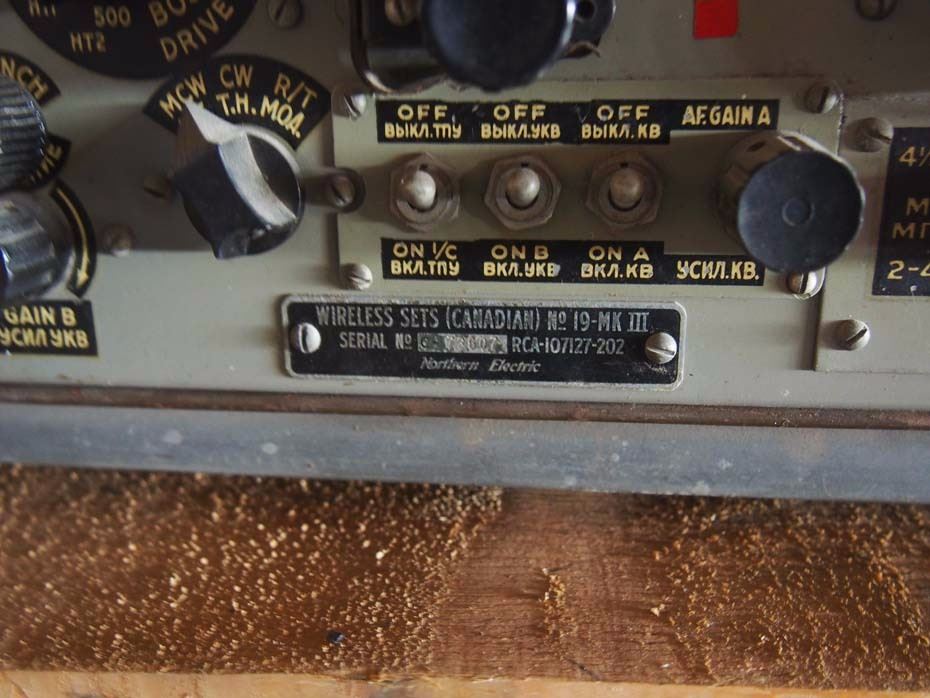 500
HT2
DRIVE
MCW CW R/T
Т.Н. МОД.
OFF
ВЫКЛ.ТПУ
OFF
ВЫКЛ.УКВ
OFF
ВЫКЛ.КВ
AF.GAIN A
ON I/C
ВКЛ.ТПУ
ON B
ВКЛ.УКВ
ON A
ВКЛ.КВ
УСИЛ.КВ.
GAIN B
УСИЛ УКВ
WIRELESS SETS (CANADIAN) No 19-MK III
SERIAL No RCA-107127-202
Northern Electric